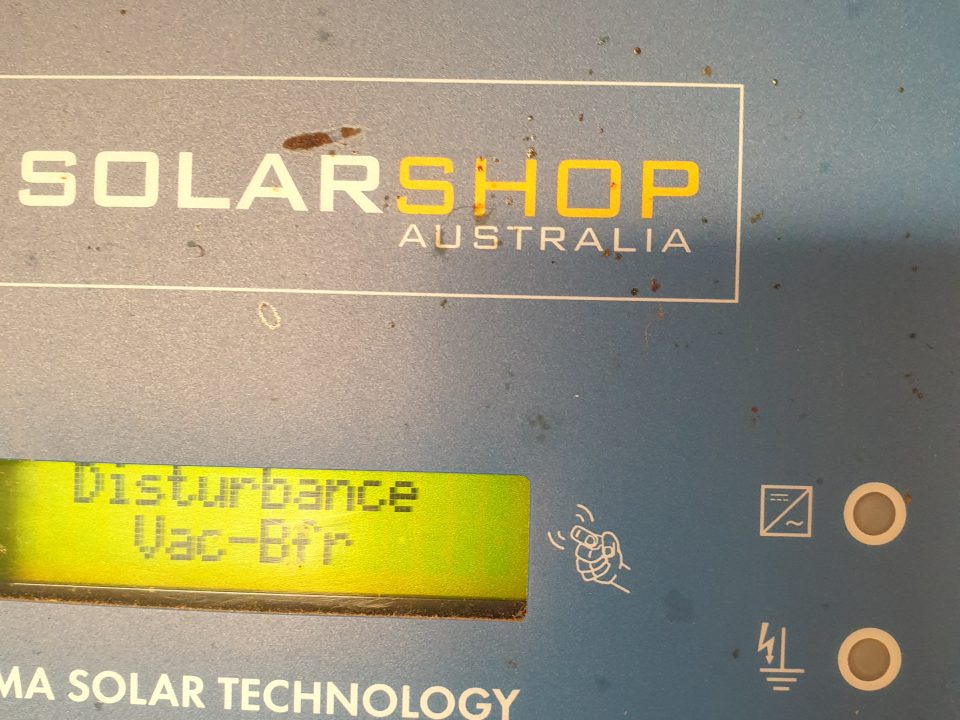 SOLARSHOP
AUSTRALIA
Disturbance
Vac-Bfr
MA SOLAR TECHNOLOGY